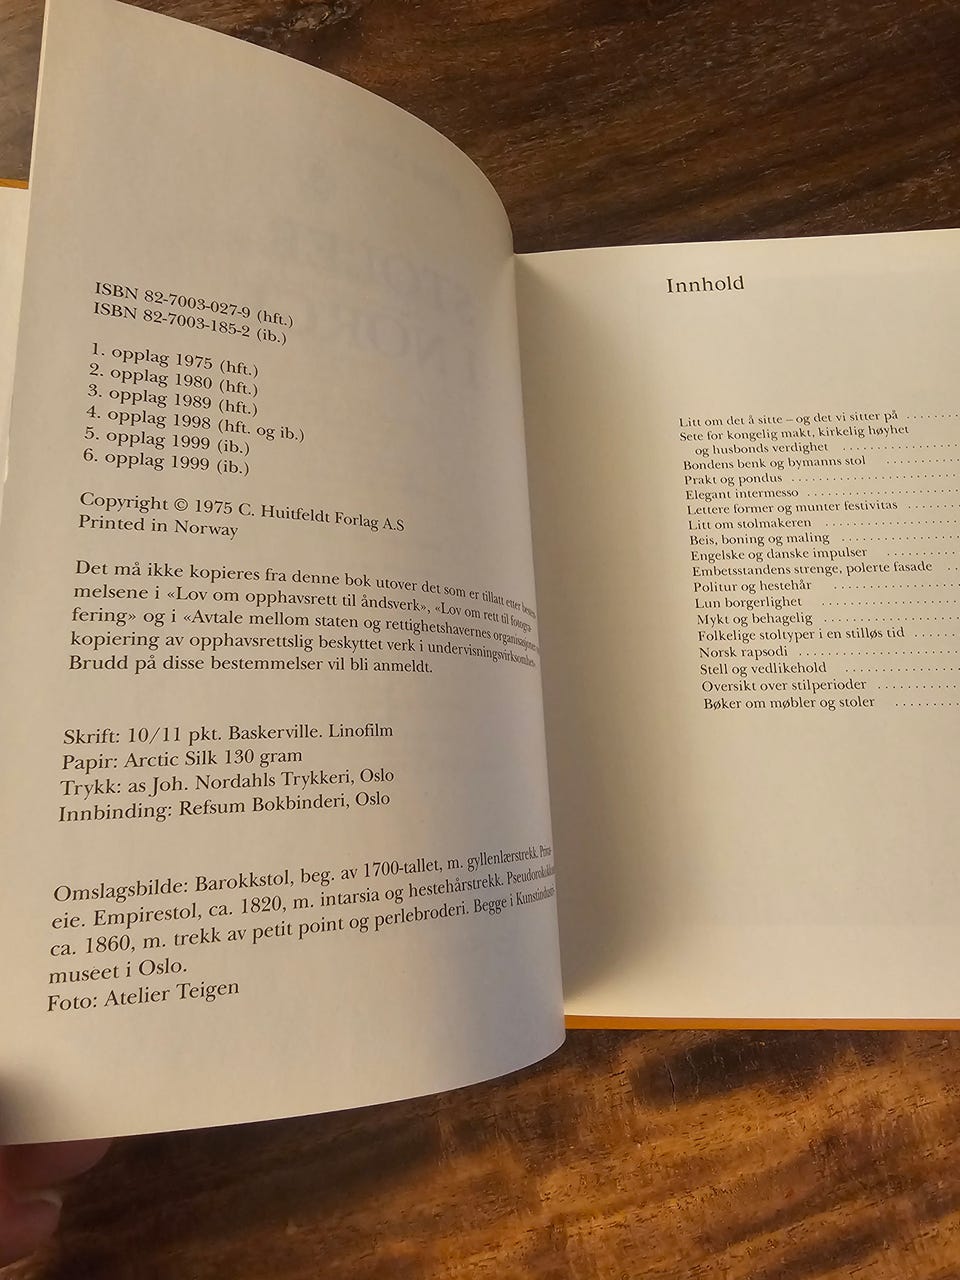 ISBN 82-7003-027-9 (hft.)
ISBN 82-7003-185-2 (ib.)
1. opplag 1975 (hft.)
2. opplag 1980 (hft.)
3. opplag 1989 (hft.)
4. opplag 1998 (hft. og ib.)
5. opplag 1999 (ib.)
6. opplag 1999 (ib.)
Copyright © 1975 C. Huitfeldt Forlag A.S
Printed in Norway
Det må ikke kopieres fra denne bok utover det som er tillatt etter
melsene i «Lov om opphavsrett til åndsverk», «Lov om rett til fotogra-
fering» og i «Avtale mellom staten og rettighetshavernes organisasjoner
kopiering av opphavsrettslig beskyttet verk i undervisningsvirksomhet»
Brudd på disse bestemmelser vil bli anmeldt.
Skrift: 10/11 pkt. Baskerville. Linofilm
Papir: Arctic Silk 130 gram
Trykk: as Joh. Nordahls Trykkeri, Oslo
Innbinding: Refsum Bokbinderi, Oslo
Omslagsbilde: Barokkstol, beg. av 1700-tallet, m. gyllenlærstrekk.
eie. Empirestol, ca. 1820, m. intarsia og hestehårstrekk.
ca. 1860, m. trekk av petit point og perlebroderi. Begge i
museet i Oslo.
Foto: Atelier Teigen
Innhold
Litt om det å sitte – og det vi sitter på
Sete for kongelig makt, kirkelig høyhet
og husbonds verdighet
Bondens benk og bymanns stol
Prakt og pondus
Elegant intermesso
Lettere former og munter festivitas
Litt om stolmakeren
Beis, boning og maling
Engelske og danske impulser
Embetsstandens strenge, polerte fasade
Politur og hestehår
Lun borgerlighet
Mykt og behagelig
Folkelige stoltyper i en stilløs tid
Norsk rapsodi
Stell og vedlikehold
Oversikt over stilperioder
Bøker om møbler og stoler